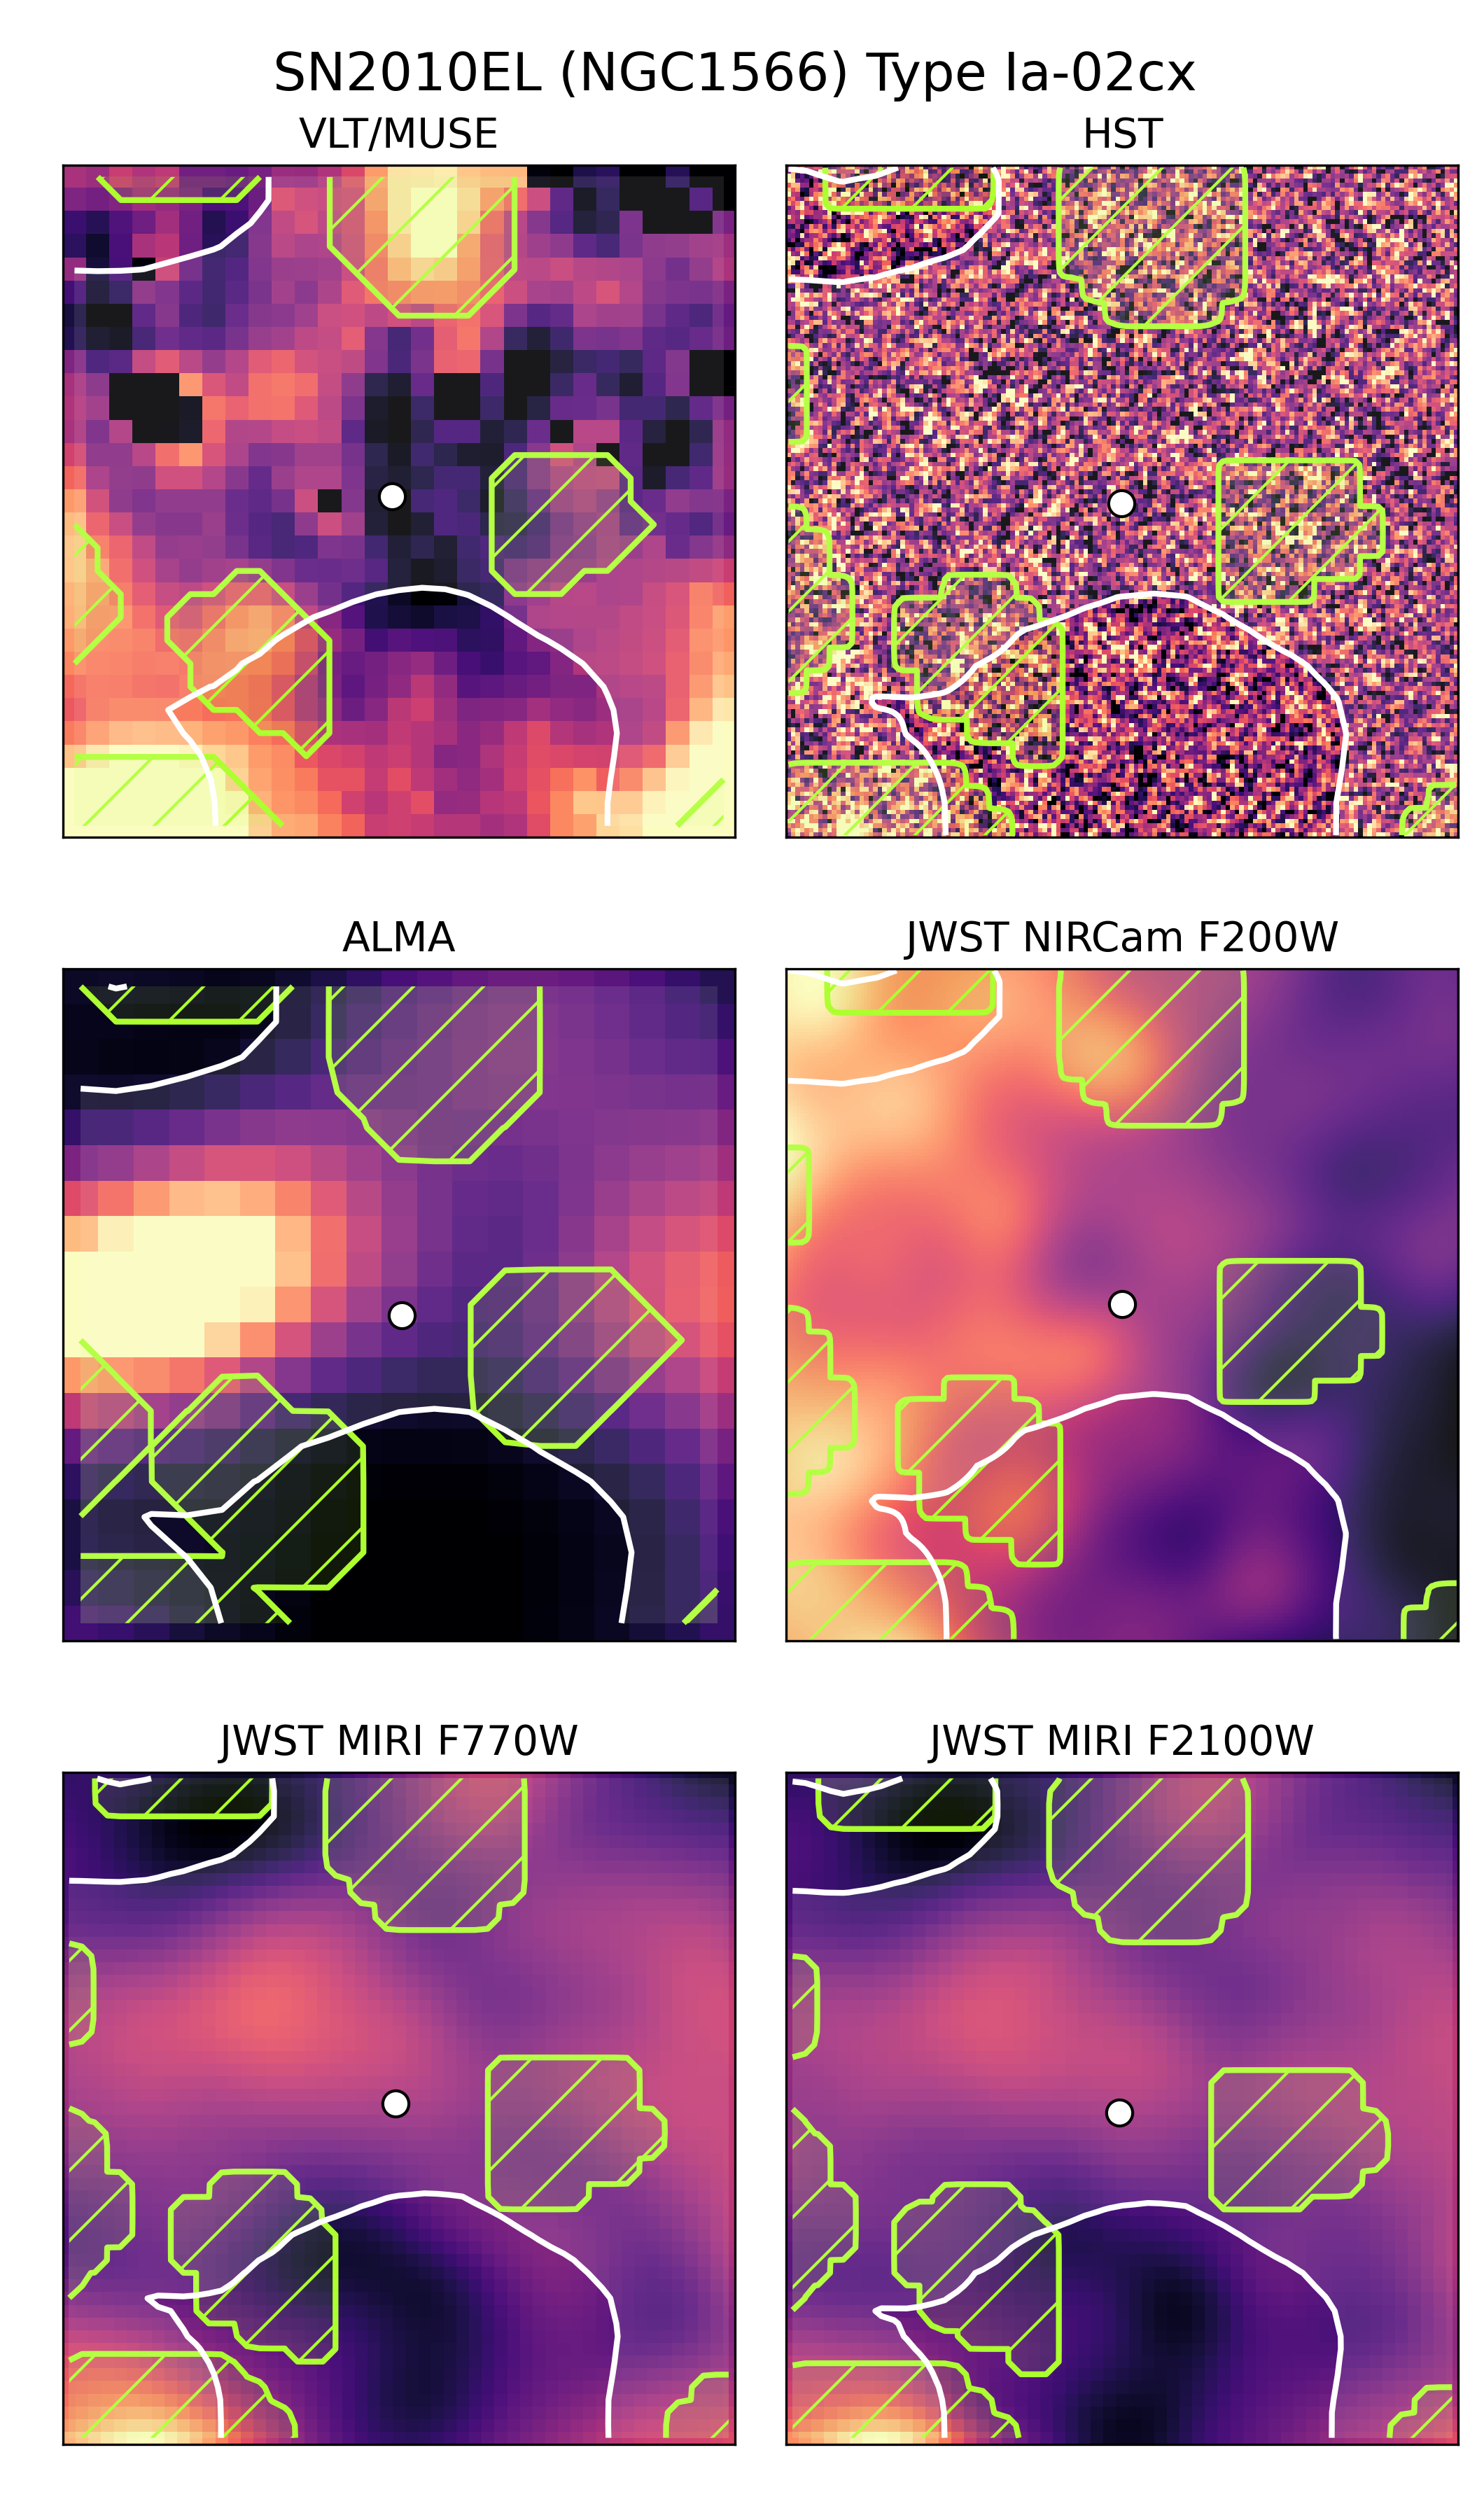 SN2010EL (NGC1566) Type Ia-02cx
VLT/MUSE
HST
ALMA
JWST NIRCam F200W
JWST MIRI F770W
JWST MIRI F2100W